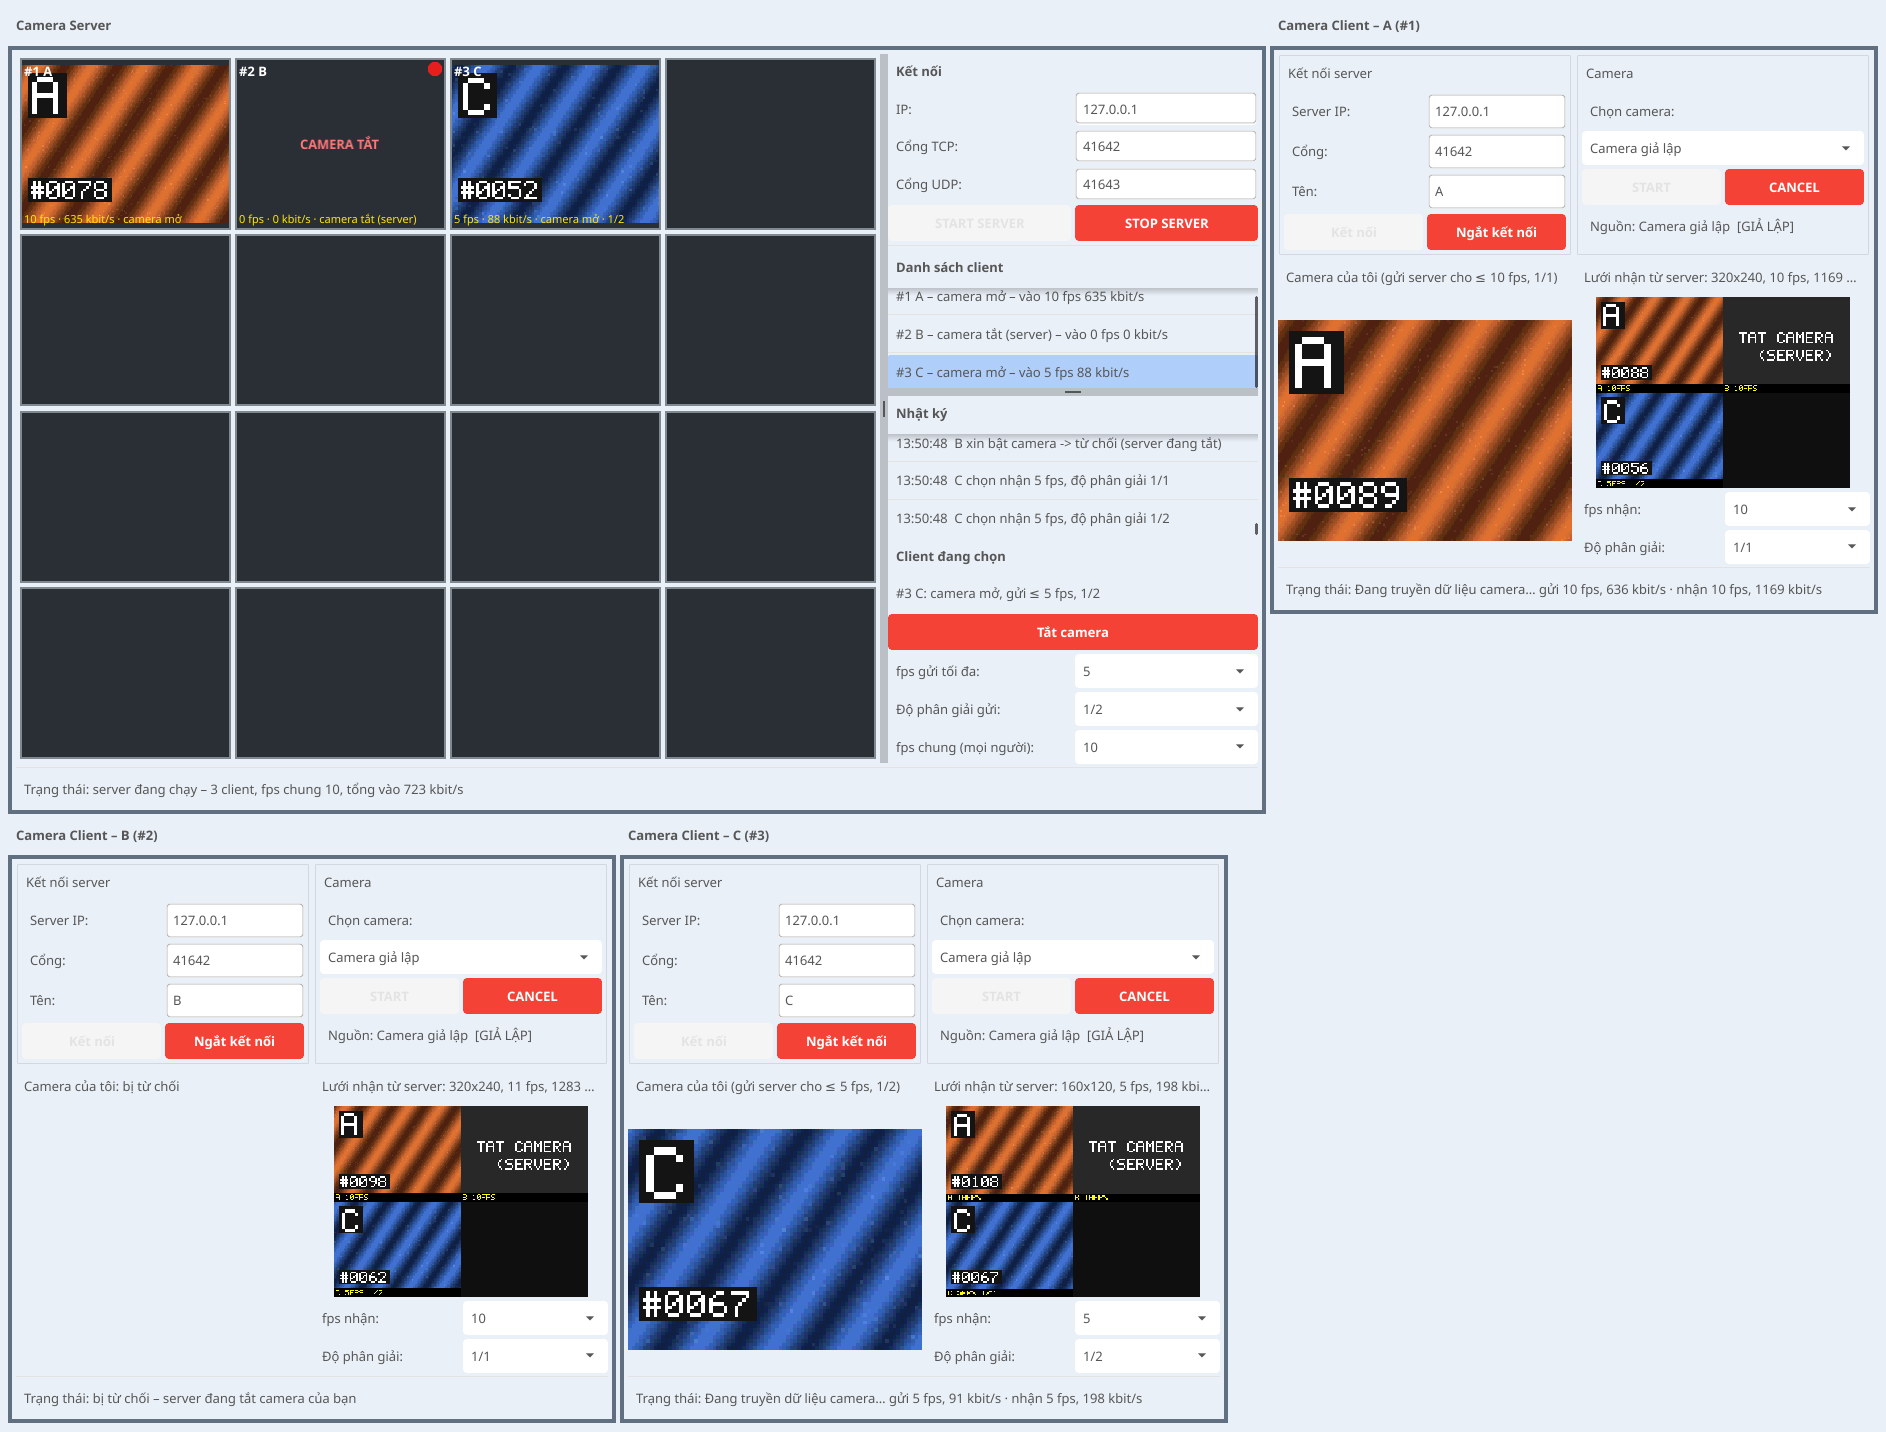 Camera Server
#1 A
A
#0078
10 fps · 635 kbit/s · camera mở
#2 B
CAMERA TẮT
0 fps · 0 kbit/s · camera tắt (server)
#3 C
C
#0052
5 fps · 88 kbit/s · camera mở · 1/2
Kết nối
IP:
127.0.0.1
Cổng TCP:
41642
Cổng UDP:
41643
START SERVER
STOP SERVER
Danh sách client
#1 A – camera mở – vào 10 fps 635 kbit/s
#2 B – camera tắt (server) – vào 0 fps 0 kbit/s
#3 C – camera mở – vào 5 fps 88 kbit/s
Nhật ký
13:50:48 B xin bật camera -> từ chối (server đang tắt)
13:50:48 C chọn nhận 5 fps, độ phân giải 1/1
13:50:48 C chọn nhận 5 fps, độ phân giải 1/2
Client đang chọn
#3 C: camera mở, gửi ≤ 5 fps, 1/2
Tắt camera
fps gửi tối đa:
5
Độ phân giải gửi:
1/2
fps chung (mọi người):
10
Trạng thái: server đang chạy – 3 client, fps chung 10, tổng vào 723 kbit/s
Camera Client – A (#1)
Kết nối server
Server IP:
127.0.0.1
Cổng:
41642
Tên:
A
Kết nối
Ngắt kết nối
Camera
Chọn camera:
Camera giả lập
START
CANCEL
Nguồn: Camera giả lập [GIẢ LẬP]
Camera của tôi (gửi server cho ≤ 10 fps, 1/1)
A
#0089
Lưới nhận từ server: 320x240, 10 fps, 1169 ...
A
#0088
A 10FPS
TAT CAMERA
(SERVER)
B 10FPS
C
#0056
fps nhận:
10
Độ phân giải:
1/1
Trạng thái: Đang truyền dữ liệu camera... gửi 10 fps, 636 kbit/s · nhận 10 fps, 1169 kbit/s
Camera Client – B (#2)
Kết nối server
Server IP:
127.0.0.1
Cổng:
41642
Tên:
B
Kết nối
Ngắt kết nối
Camera
Chọn camera:
Camera giả lập
START
CANCEL
Nguồn: Camera giả lập [GIẢ LẬP]
Camera của tôi: bị từ chối
Lưới nhận từ server: 320x240, 11 fps, 1283 ...
A
#0098
A 10FPS
TAT CAMERA
(SERVER)
B 10FPS
C
#0062
fps nhận:
10
Độ phân giải:
1/1
Trạng thái: bị từ chối – server đang tắt camera của bạn
Camera Client – C (#3)
Kết nối server
Server IP:
127.0.0.1
Cổng:
41642
Tên:
C
Kết nối
Ngắt kết nối
Camera
Chọn camera:
Camera giả lập
START
CANCEL
Nguồn: Camera giả lập [GIẢ LẬP]
Camera của tôi (gửi server cho ≤ 5 fps, 1/2)
C
#0067
Lưới nhận từ server: 160x120, 5 fps, 198 kbi...
A
#0108
TAT CAMERA
(SERVER)
C
#0067
fps nhận:
5
Độ phân giải:
1/2
Trạng thái: Đang truyền dữ liệu camera... gửi 5 fps, 91 kbit/s · nhận 5 fps, 198 kbit/s